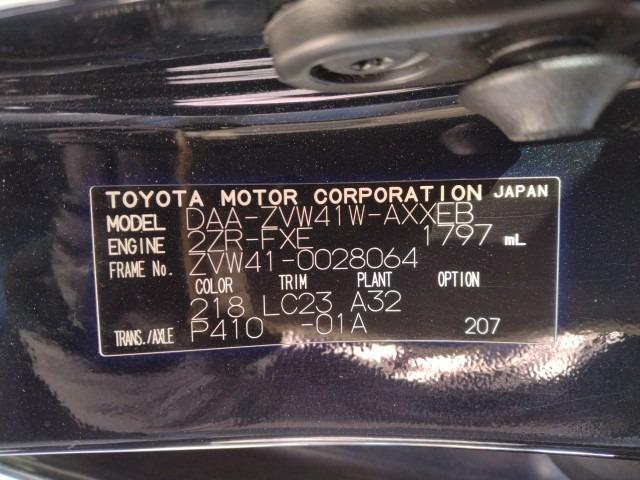 TOYOTA MOTOR CORPORATION JAPAN
MODEL DAA-ZVW41W-AXXEB
ENGINE 2ZR-FXE 1797 mL
FRAME No. ZVW41-0028064
COLOR TRIM PLANT OPTION
218 LC23 A32
TRANS./AXLE P410 -01A 207